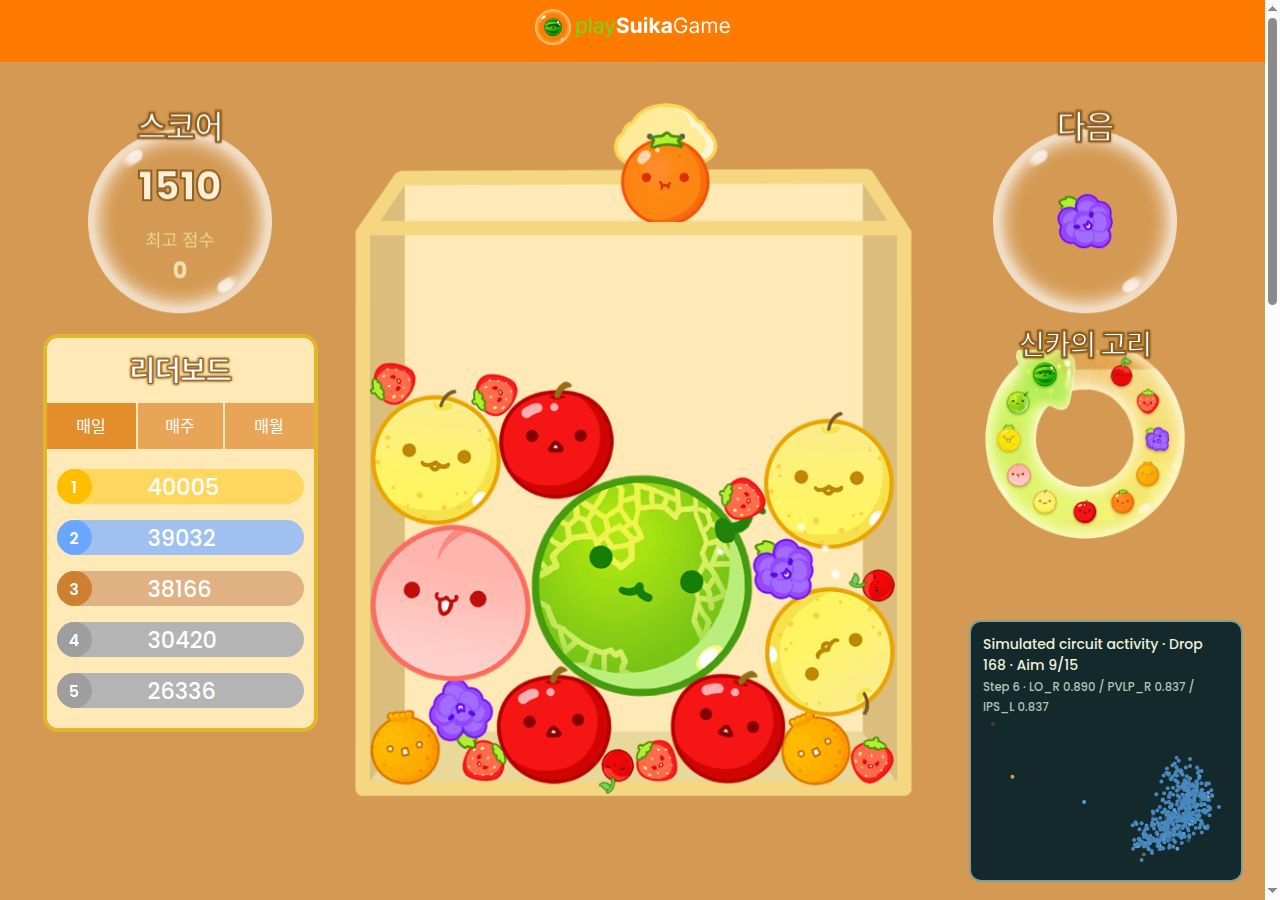 playSuikaGame
스코어
1510
최고 점수
0
리더보드
매일 매주 매월
1 40005
2 39032
3 38166
4 30420
5 26336
다음
신카의 고리
Simulated circuit activity · Drop
168 · Aim 9/15
Step 6 · LO_R 0.890 / PVLP_R 0.837 /
IPS_L 0.837